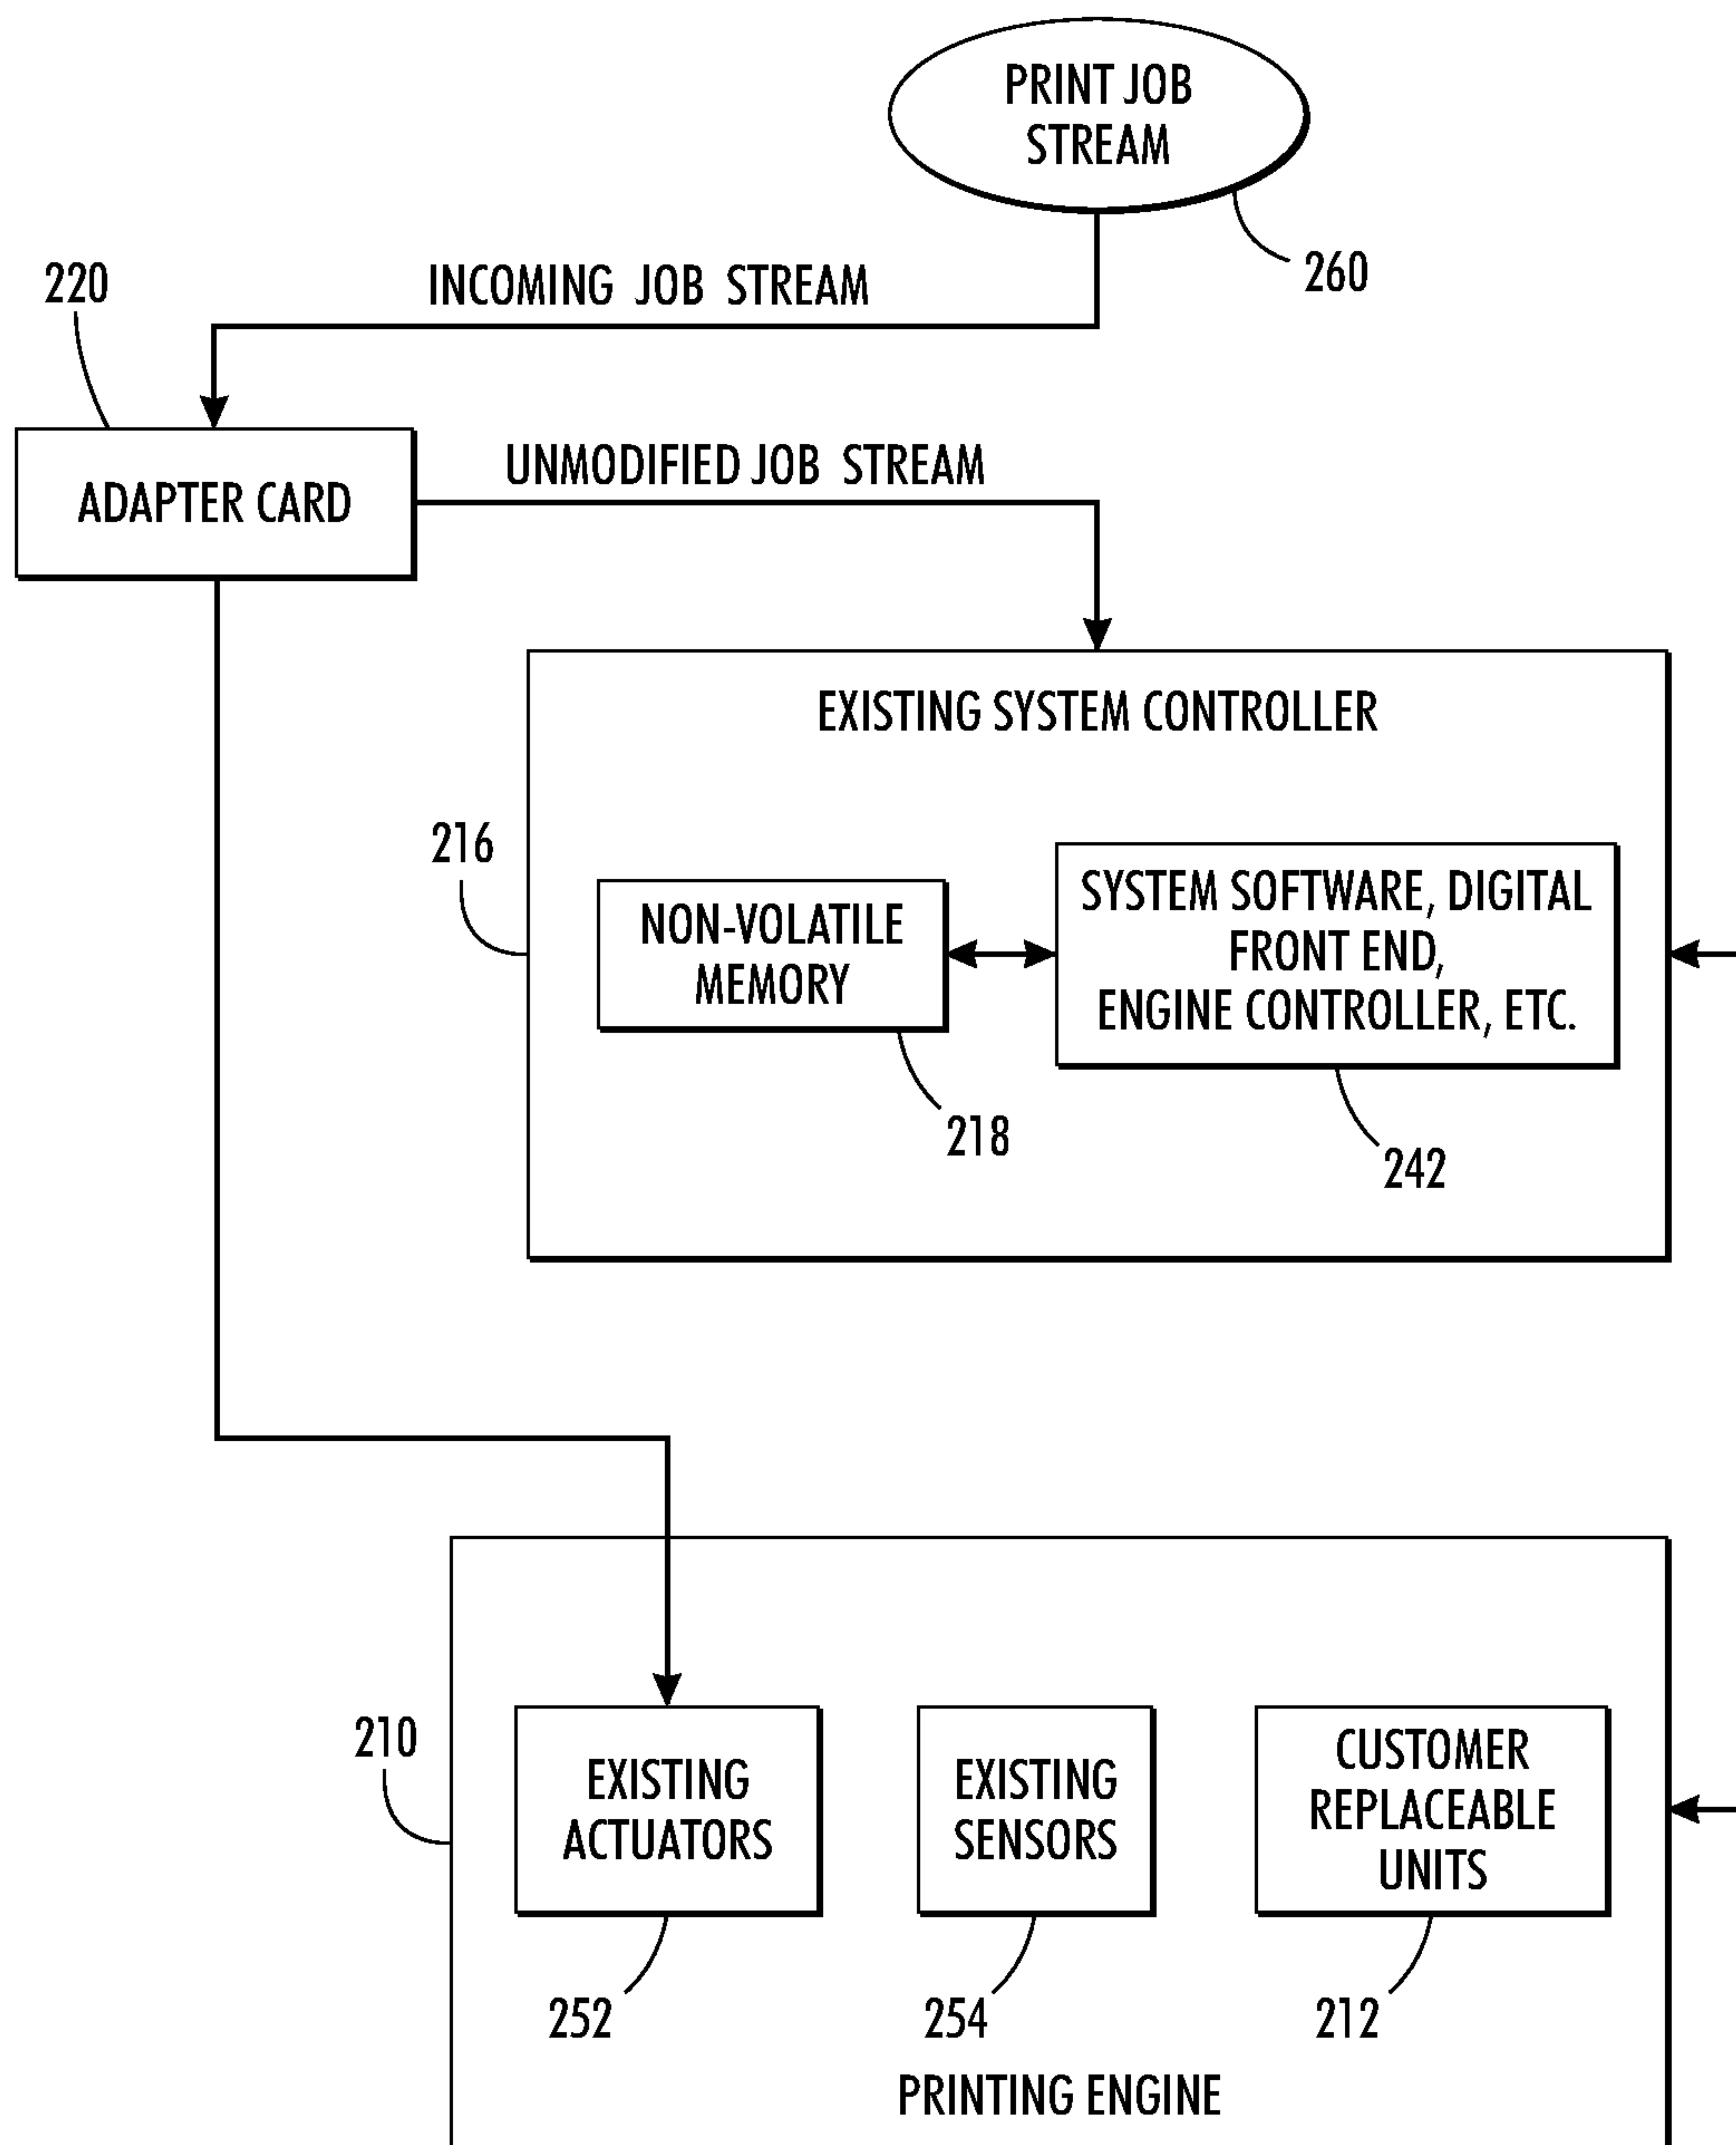 PRINT JOB
STREAM
260
INCOMING JOB STREAM
220
ADAPTER CARD
UNMODIFIED JOB STREAM
EXISTING SYSTEM CONTROLLER
216
NON-VOLATILE
MEMORY
218
SYSTEM SOFTWARE, DIGITAL
FRONT END,
ENGINE CONTROLLER, ETC.
242
210
EXISTING
ACTUATORS
252
EXISTING
SENSORS
254
CUSTOMER
REPLACEABLE
UNITS
212
PRINTING ENGINE